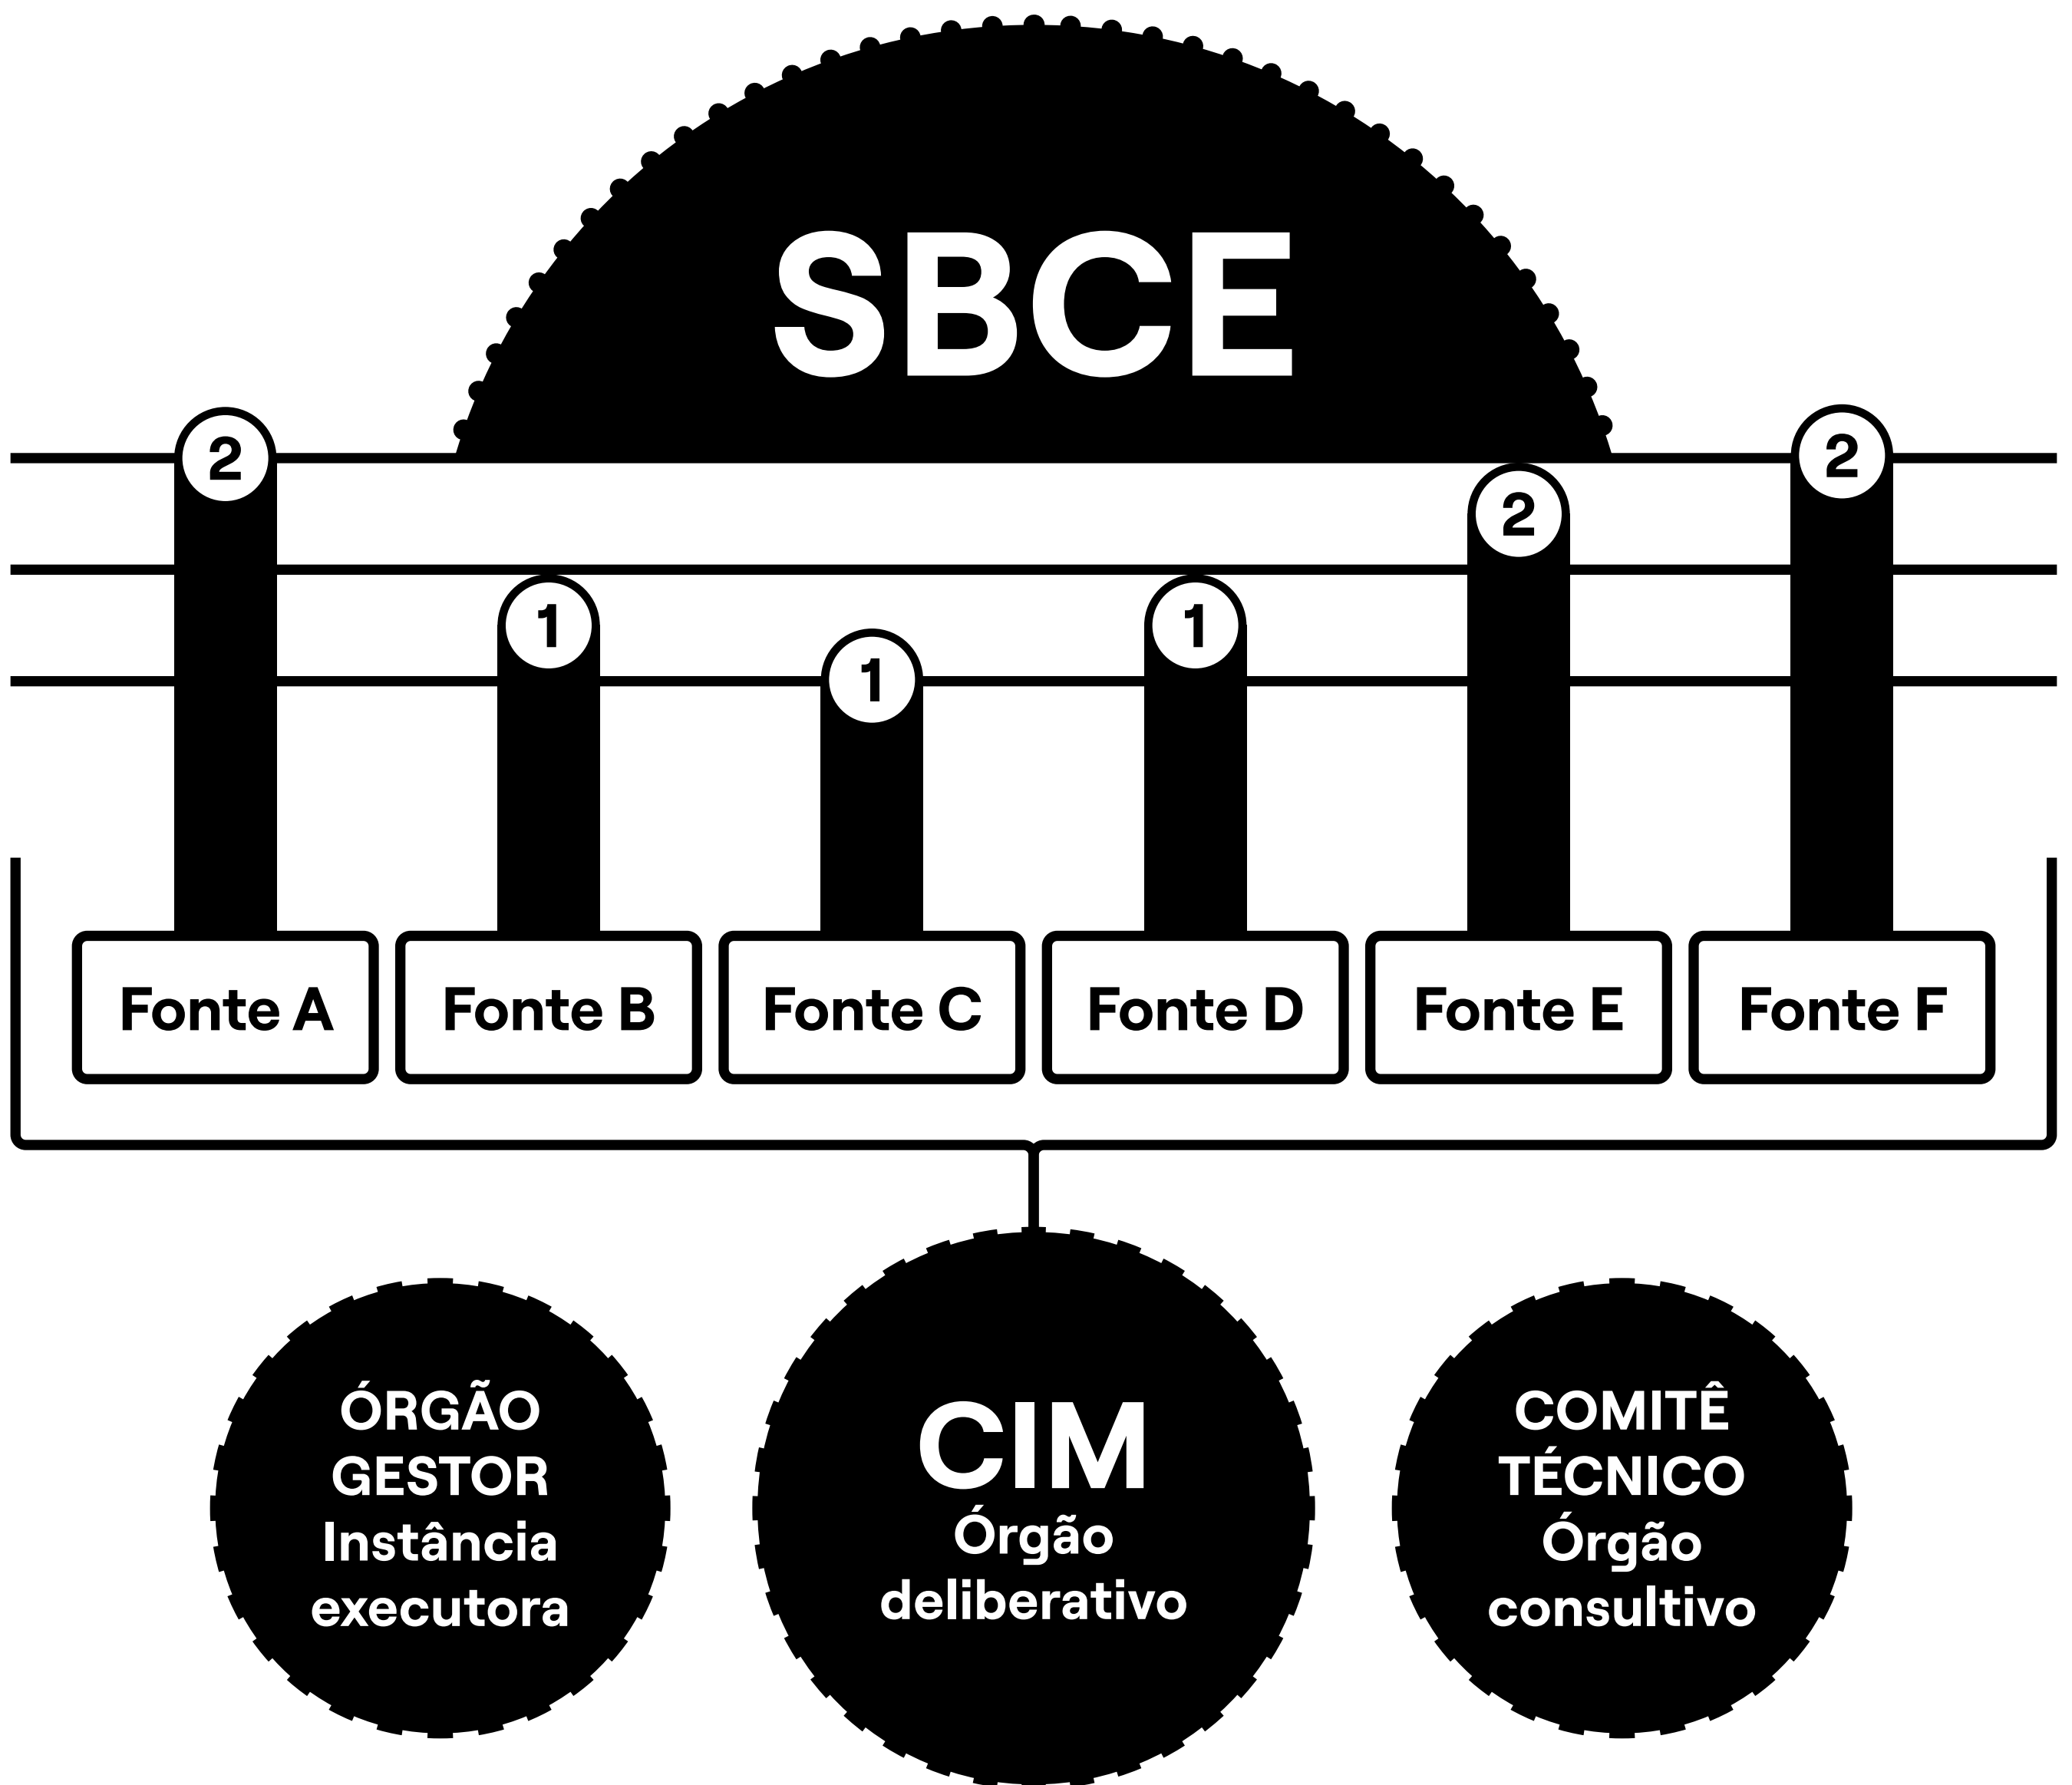 SBCE
2
2
2
1
1
1
Fonte A
Fonte B
Fonte C
Fonte D
Fonte E
Fonte F
ÓRGÃO
GESTOR
Instância
executora
CIM
Órgão
deliberativo
COMITÊ
TÉCNICO
Órgão
consultivo